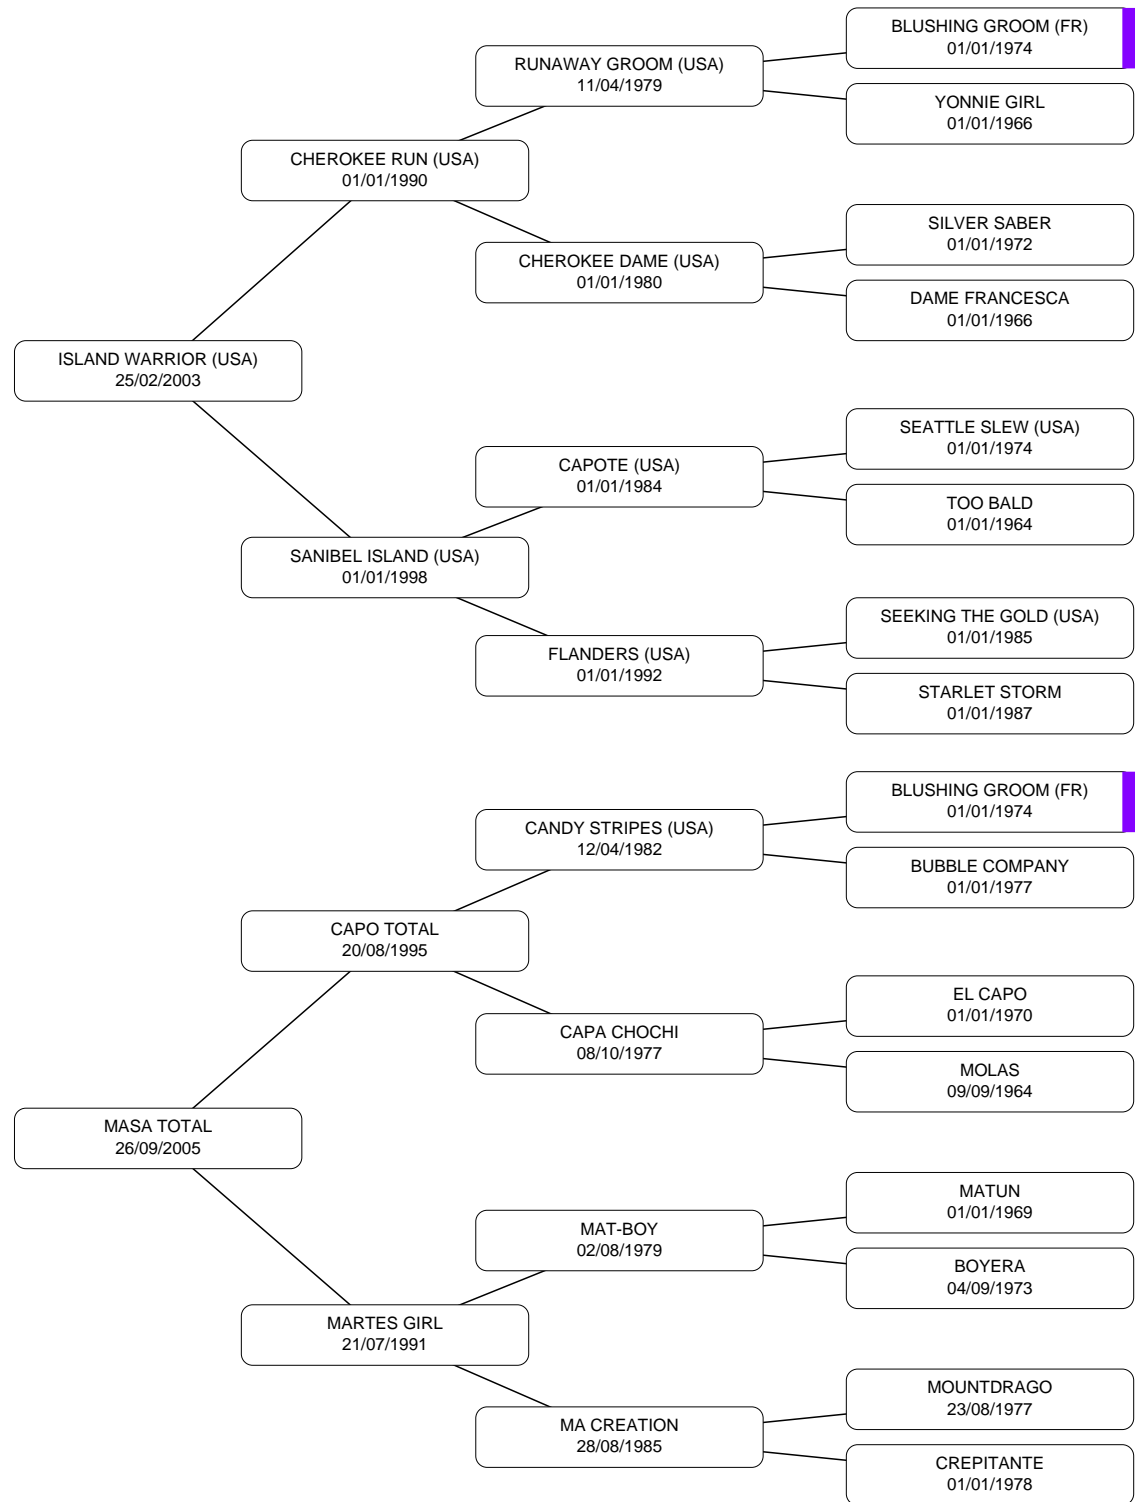 BLUSHING GROOM (FR)
01/01/1974
RUNAWAY GROOM (USA)
11/04/1979
YONNIE GIRL
01/01/1966
CHEROKEE RUN (USA)
01/01/1990
SILVER SABER
01/01/1972
CHEROKEE DAME (USA)
01/01/1980
DAME FRANCESCA
01/01/1966
ISLAND WARRIOR (USA)
25/02/2003
SEATTLE SLEW (USA)
01/01/1974
CAPOTE (USA)
01/01/1984
TOO BALD
01/01/1964
SANIBEL ISLAND (USA)
01/01/1998
SEEKING THE GOLD (USA)
01/01/1985
FLANDERS (USA)
01/01/1992
STARLET STORM
01/01/1987
BLUSHING GROOM (FR)
01/01/1974
CANDY STRIPES (USA)
12/04/1982
BUBBLE COMPANY
01/01/1977
CAPO TOTAL
20/08/1995
EL CAPO
01/01/1970
CAPA CHOCHI
08/10/1977
MOLAS
09/09/1964
MASA TOTAL
26/09/2005
MATUN
01/01/1969
MAT-BOY
02/08/1979
BOYERA
04/09/1973
MARTES GIRL
21/07/1991
MOUNTDRAGO
23/08/1977
MA CREATION
28/08/1985
CREPITANTE
01/01/1978